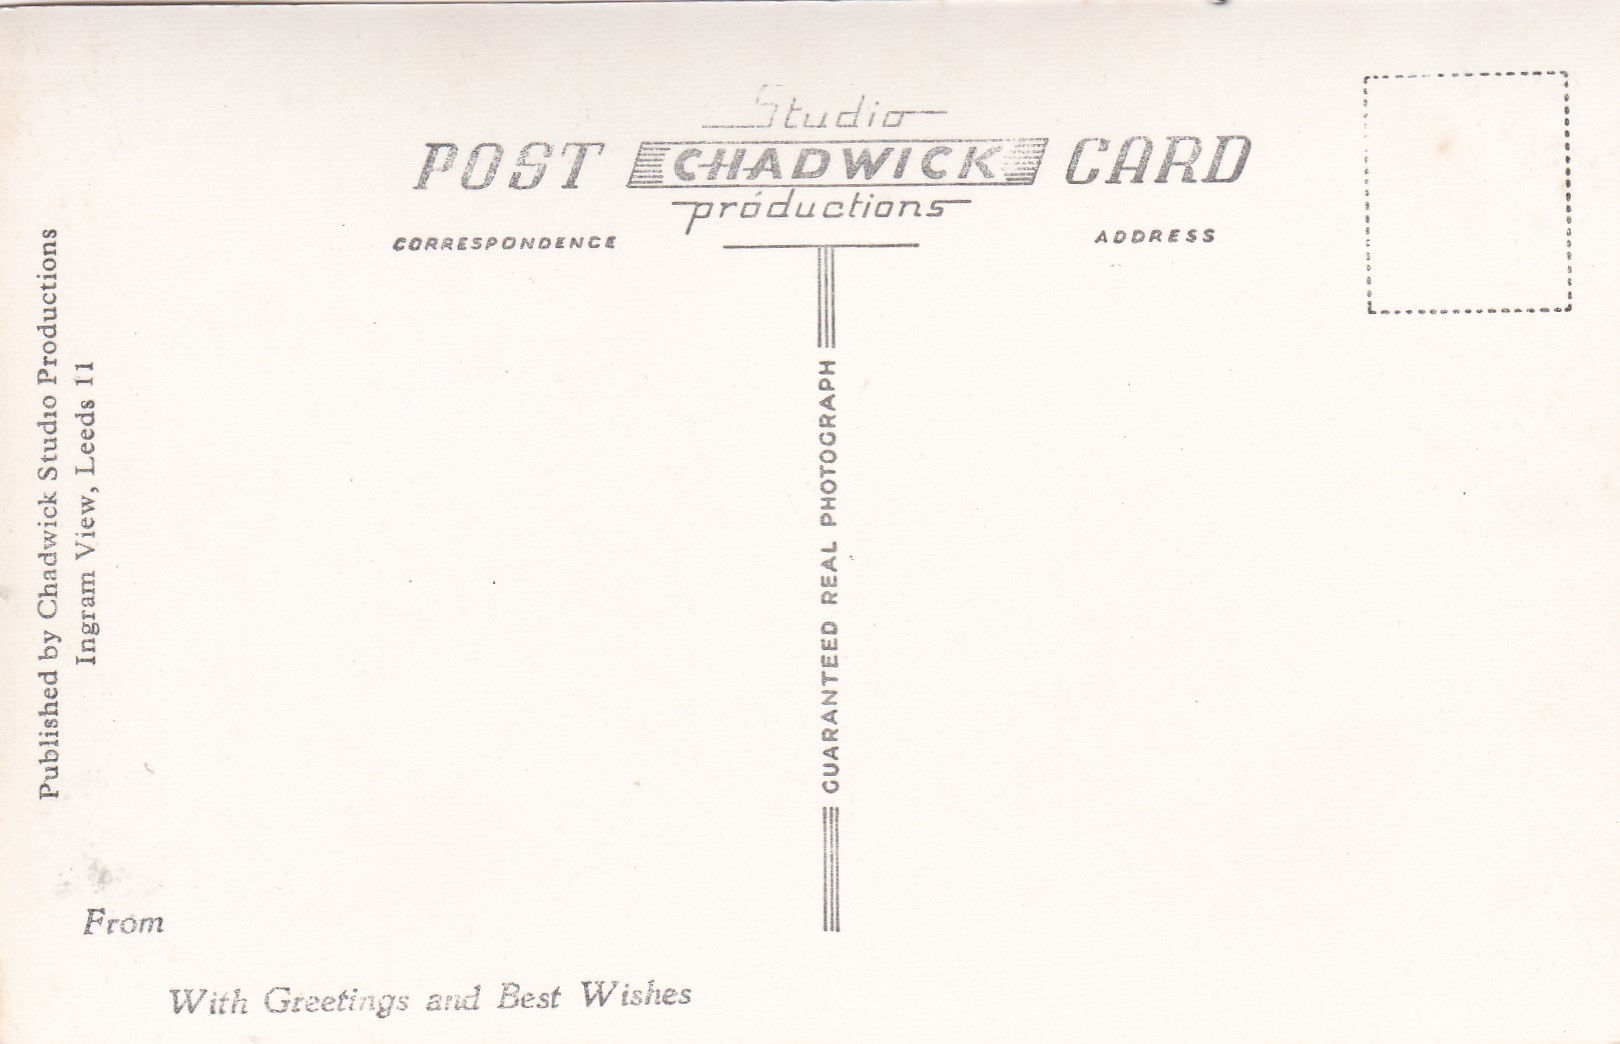 Studio
POST CHADWICK CARD
productions
CORRESPONDENCE
ADDRESS
Published by Chadwick Studio Productions
Ingram View, Leeds 11
GUARANTEED REAL PHOTOGRAPH
From
With Greetings and Best Wishes